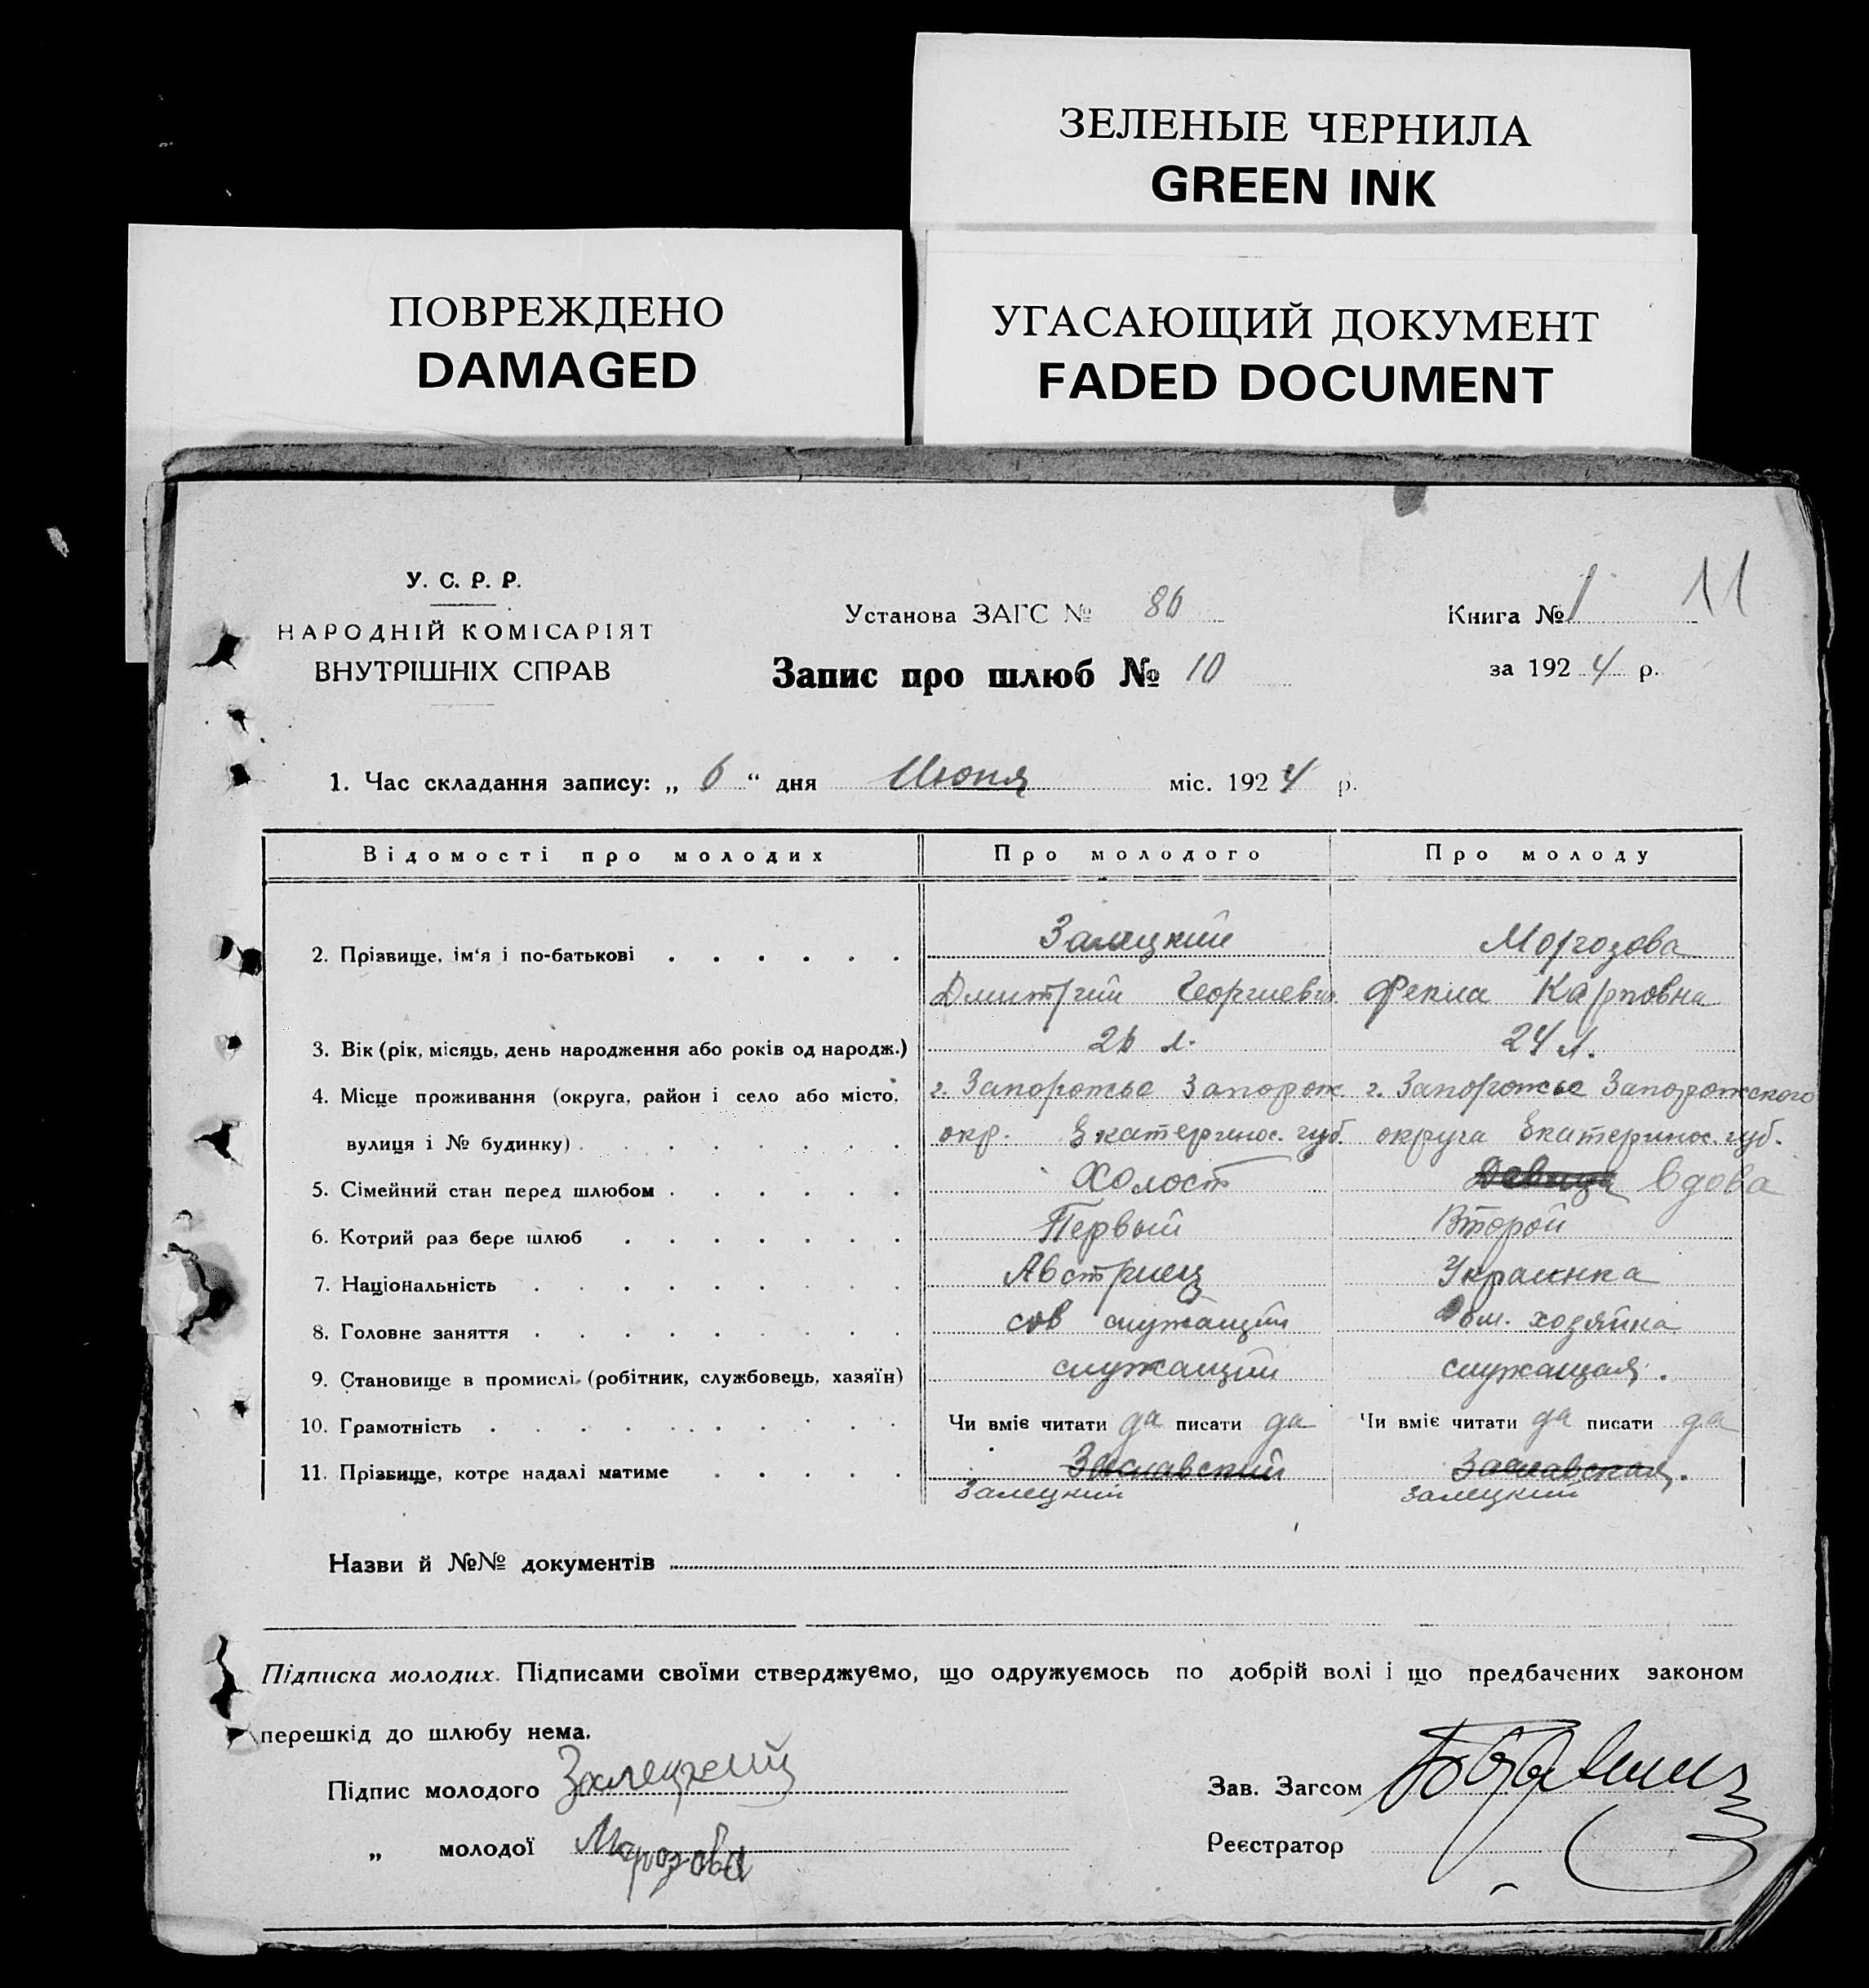 ЗЕЛЕНЫЕ ЧЕРНИЛА
GREEN INK
ПОВРЕЖДЕНО
DAMAGED
УГАСАЮЩИЙ ДОКУМЕНТ
FADED DOCUMENT
У. С. Р. Р.
НАРОДНІЙ КОМІСАРІЯТ
ВНУТРІШНІХ СПРАВ
Установа ЗАГС № 86
Запис про шлюб № 10
Книга № 1 11
за 1924 р.
1. Час складання запису: „ 6 “ дня Июня міс. 1924 р.
Відомості про молодих Про молодого Про молоду
2. Прізвище, ім'я і по-батькові Залецкий Морозова
Дмитрий Георгиевич Фекла Карповна
3. Вік (рік, місяць, день народження або років од народж.) 26 л. 24 л.
4. Місце проживання (округа, район і село або місто, г. Запорожье Запорож. г. Запорожье Запорожского
вулиця і № будинку) окр. Екатеринос. губ. округа Екатеринос. губ.
5. Сімейний стан перед шлюбом Холост Девица Вдова
6. Котрий раз бере шлюб Первый Второй
7. Національність Австриец Украинка
8. Головне заняття сов служащий Дом. хозяйка
9. Становище в промислі (робітник, службовець, хазяїн) служащий служащая.
10. Грамотність Чи вміє читати да писати да Чи вміє читати да писати да
11. Прізвище, котре надалі матиме Заславский Заславская.
Залецкий Залецкий
Назви й №№ документів
Підписка молодих. Підписами своїми стверджуємо, що одружуємось по добрій волі і що предбачених законом
перешкід до шлюбу нема.
Підпис молодого Залецкий Зав. Загсом
„ молодої Марозова Реєстратор